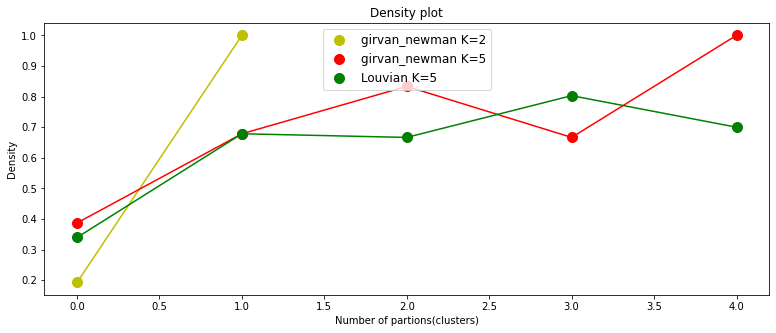 Density plot
girvan_newman K=2
girvan_newman K=5
Louvian K=5
Density
1.0
0.9
0.8
0.7
0.6
0.5
0.4
0.3
0.2
0.0 0.5 1.0 1.5 2.0 2.5 3.0 3.5 4.0
Number of partions(clusters)